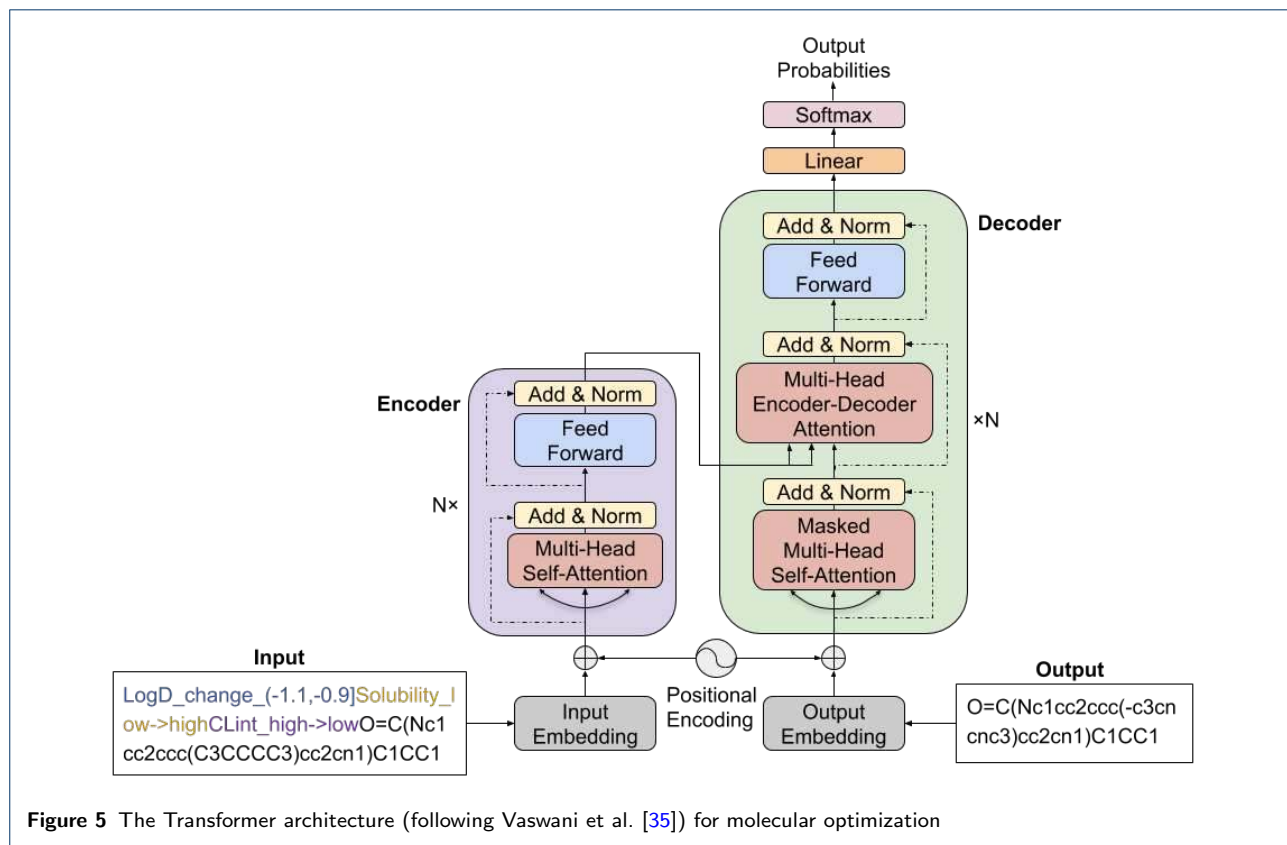 Output
Probabilities
Softmax
Linear
Add & Norm
Decoder
Feed
Forward
Add & Norm
Multi-Head
Encoder-Decoder
Attention
×N
Add & Norm
Masked
Multi-Head
Self-Attention
Encoder
Add & Norm
Feed
Forward
N×
Add & Norm
Multi-Head
Self-Attention
Input
LogD_change_(-1.1,-0.9]Solubility_l
ow->highCLint_high->lowO=C(Nc1
cc2ccc(C3CCCC3)cc2cn1)C1CC1
Input
Embedding
Positional
Encoding
Output
Embedding
Output
O=C(Nc1cc2ccc(-c3cn
cnc3)cc2cn1)C1CC1
Figure 5 The Transformer architecture (following Vaswani et al. [35]) for molecular optimization